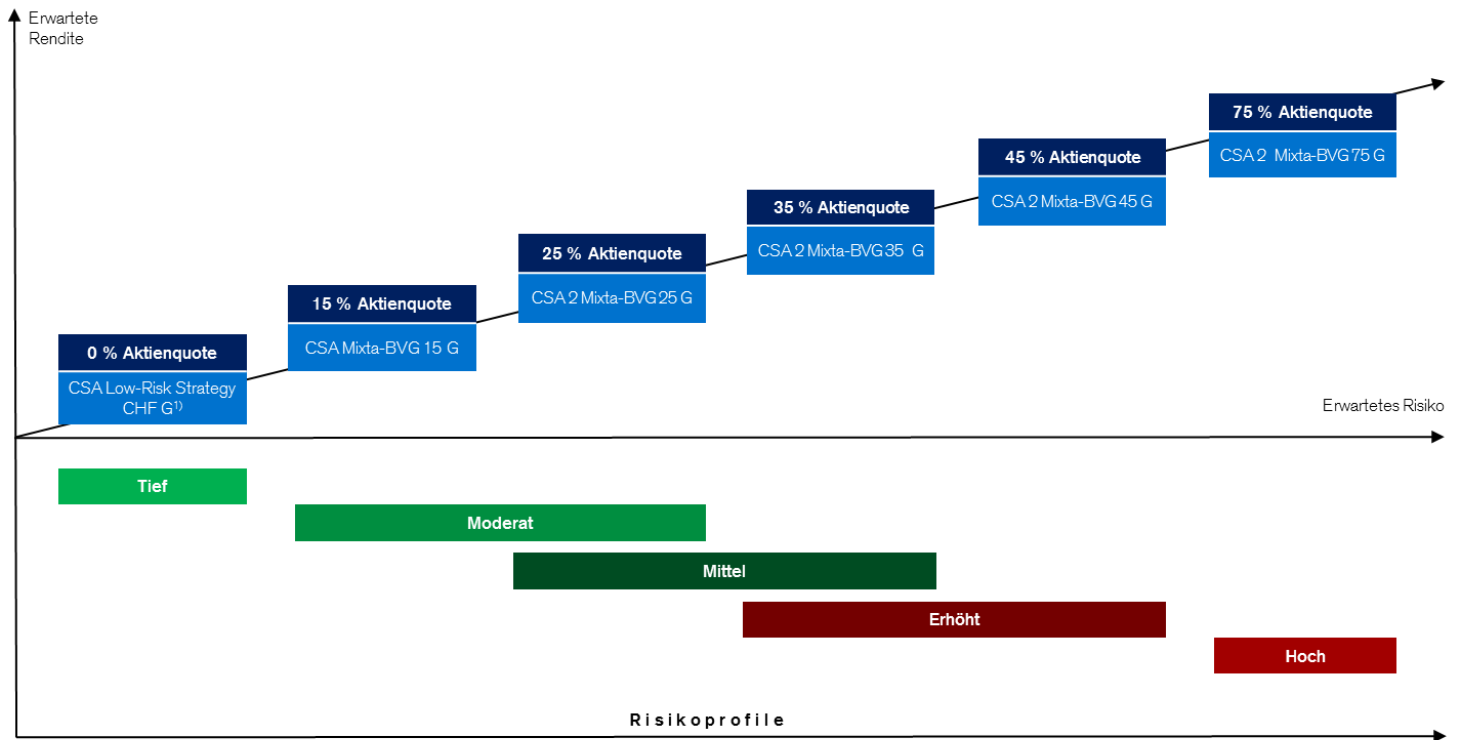 Erwartete
Rendite
75 % Aktienquote
CSA 2 Mixta-BVG 75 G
45 % Aktienquote
CSA 2 Mixta-BVG 45 G
35 % Aktienquote
CSA 2 Mixta-BVG 35 G
25 % Aktienquote
CSA 2 Mixta-BVG 25 G
15 % Aktienquote
CSA Mixta-BVG 15 G
0 % Aktienquote
CSA Low-Risk Strategy
CHF G¹⁾
Erwartetes Risiko
Tief
Moderat
Mittel
Erhöht
Hoch
Risikoprofile